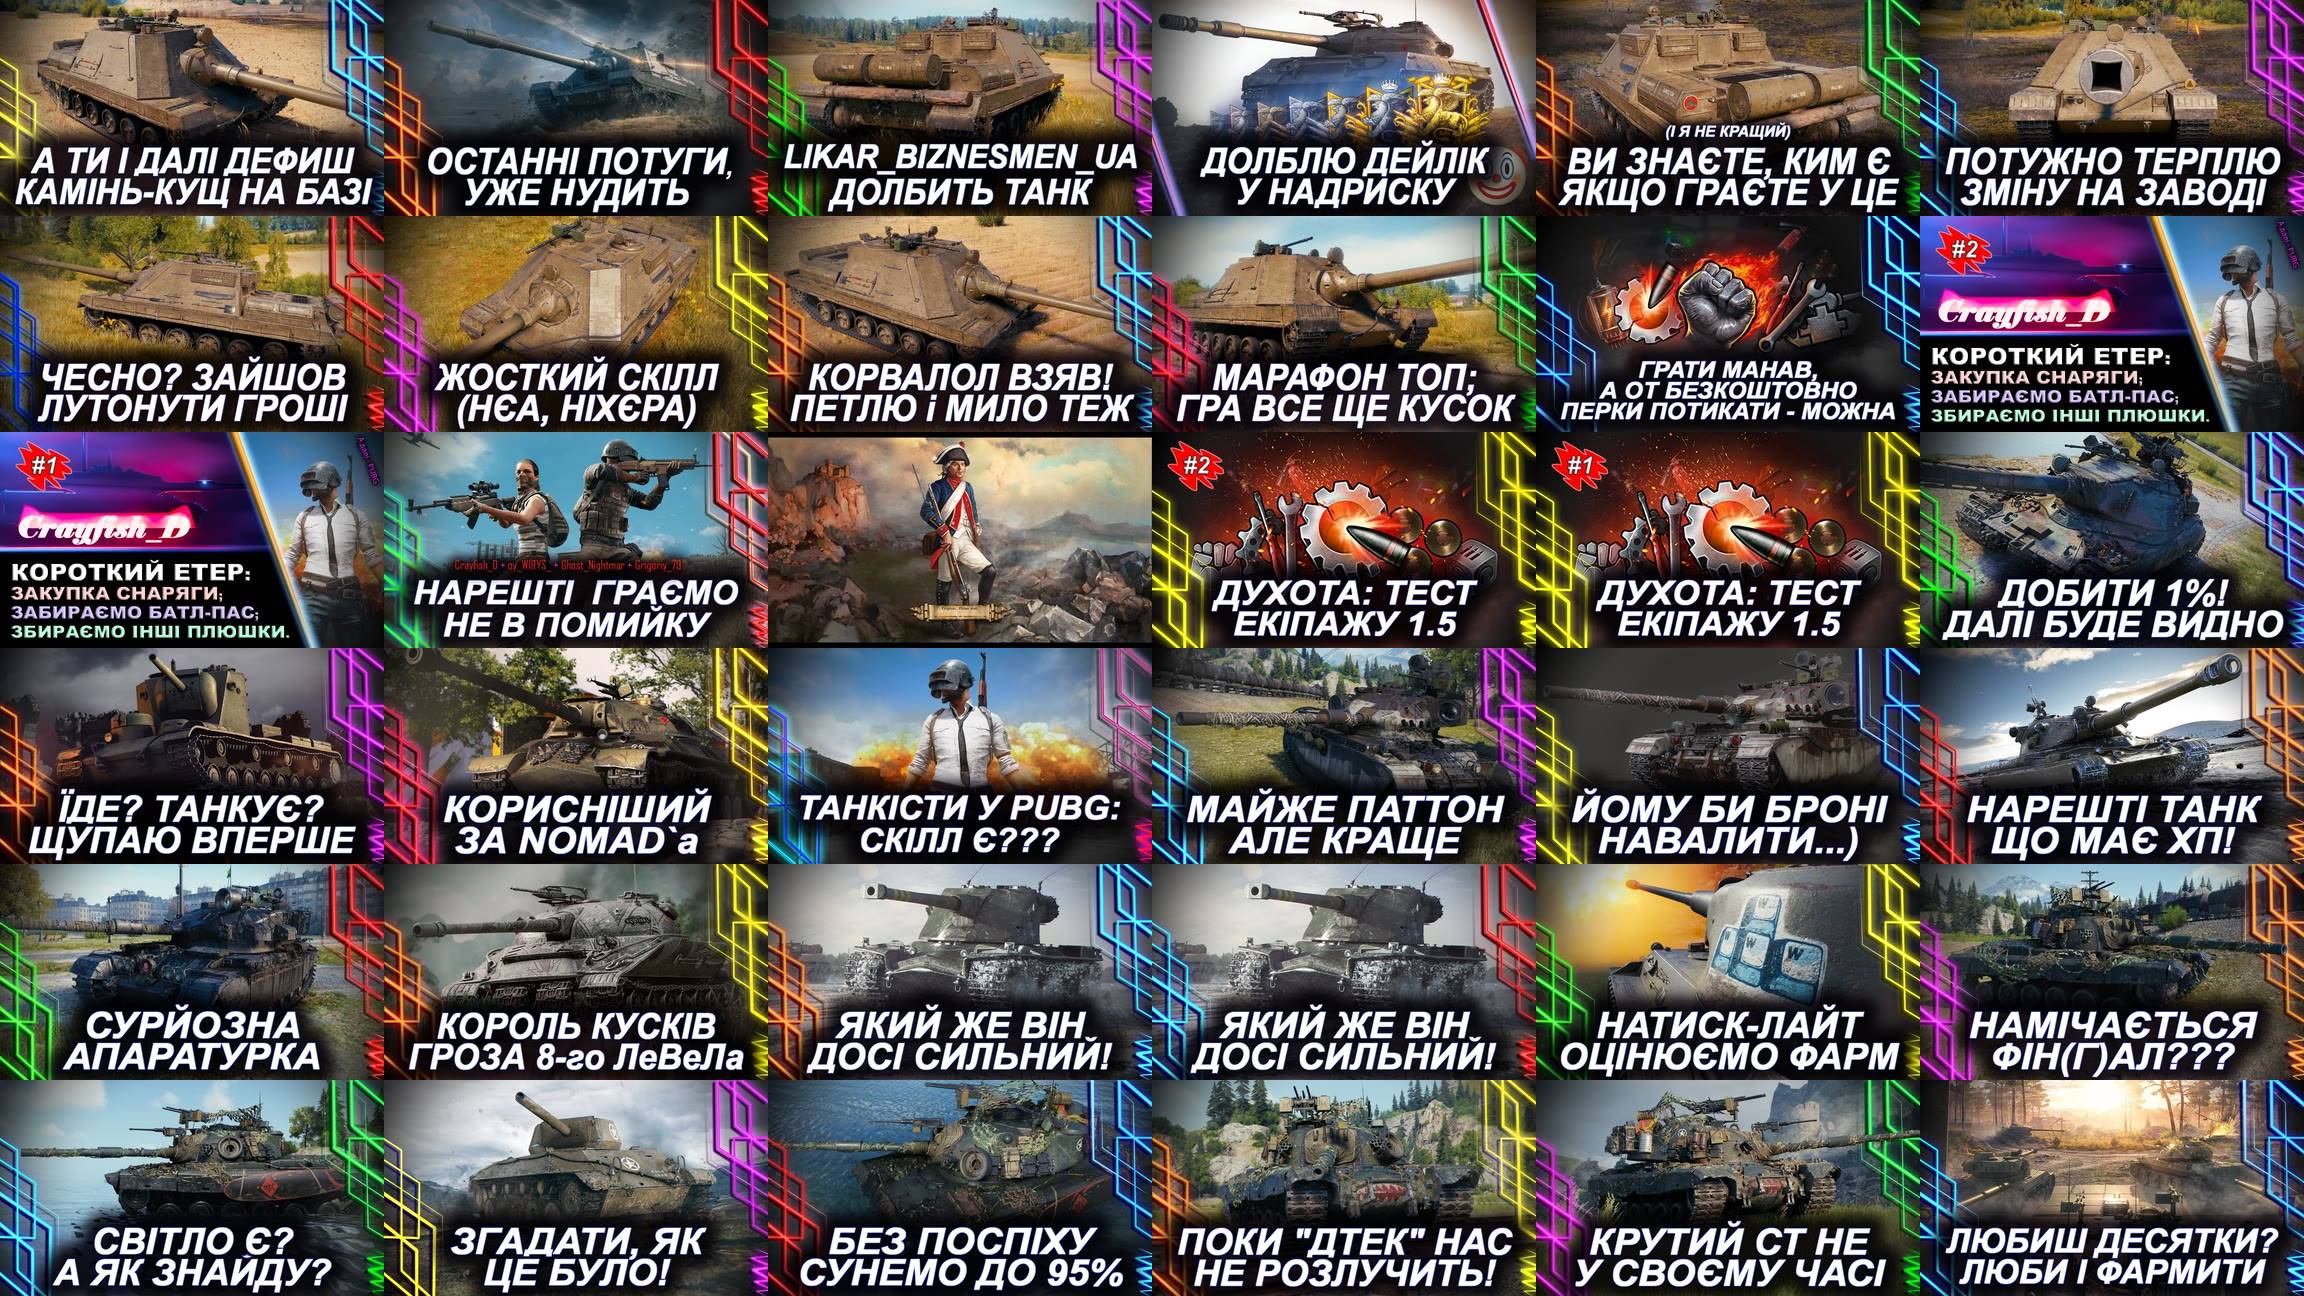 А ТИ І ДАЛІ ДЕФИШ
КАМІНЬ-КУЩ НА БАЗІ
ОСТАННІ ПОТУГИ,
УЖЕ НУДИТЬ
LIKAR_BIZNESMEN_UA
ДОЛБИТЬ ТАНК
ДОЛБЛЮ ДЕЙЛІК
У НАДРИСКУ
(І Я НЕ КРАЩИЙ)
ВИ ЗНАЄТЕ, КИМ Є
ЯКЩО ГРАЄТЕ У ЦЕ
ПОТУЖНО ТЕРПЛЮ
ЗМІНУ НА ЗАВОДІ
ЧЕСНО? ЗАЙШОВ
ЛУТОНУТИ ГРОШІ
ЖОСТКИЙ СКІЛЛ
(НЄА, НІХЄРА)
КОРВАЛОЛ ВЗЯВ!
ПЕТЛЮ і МИЛО ТЕЖ
МАРАФОН ТОП;
ГРА ВСЕ ЩЕ КУСОК
ГРАТИ МАНАВ,
А ОТ БЕЗКОШТОВНО
ПЕРКИ ПОТИКАТИ - МОЖНА
#2
Crayfish_D
КОРОТКИЙ ЕТЕР:
ЗАКУПКА СНАРЯГИ;
ЗАБИРАЄМО БАТЛ-ПАС;
ЗБИРАЄМО ІНШІ ПЛЮШКИ.
#1
Crayfish_D
КОРОТКИЙ ЕТЕР:
ЗАКУПКА СНАРЯГИ;
ЗАБИРАЄМО БАТЛ-ПАС;
ЗБИРАЄМО ІНШІ ПЛЮШКИ.
Crayfish_D + oy_WIRYS_ + Ghost_Nightmar + Grigoriy_79
НАРЕШТІ ГРАЄМО
НЕ В ПОМИЙКУ
#2
ДУХОТА: ТЕСТ
ЕКІПАЖУ 1.5
#1
ДУХОТА: ТЕСТ
ЕКІПАЖУ 1.5
ДОБИТИ 1%!
ДАЛІ БУДЕ ВИДНО
ЇДЕ? ТАНКУЄ?
ЩУПАЮ ВПЕРШЕ
КОРИСНІШИЙ
ЗА NOMAD`а
ТАНКІСТИ У PUBG:
СКІЛЛ Є???
МАЙЖЕ ПАТТОН
АЛЕ КРАЩЕ
ЙОМУ БИ БРОНІ
НАВАЛИТИ...)
НАРЕШТІ ТАНК
ЩО МАЄ ХП!
СУРЙОЗНА
АПАРАТУРКА
КОРОЛЬ КУСКІВ
ГРОЗА 8-го ЛеВеЛа
ЯКИЙ ЖЕ ВІН
ДОСІ СИЛЬНИЙ!
ЯКИЙ ЖЕ ВІН
ДОСІ СИЛЬНИЙ!
W
W W W
НАТИСК-ЛАЙТ
ОЦІНЮЄМО ФАРМ
НАМІЧАЄТЬСЯ
ФІН(Г)АЛ???
СВІТЛО Є?
А ЯК ЗНАЙДУ?
ЗГАДАТИ, ЯК
ЦЕ БУЛО!
БЕЗ ПОСПІХУ
СУНЕМО ДО 95%
ПОКИ "ДТЕК" НАС
НЕ РОЗЛУЧИТЬ!
КРУТИЙ СТ НЕ
У СВОЄМУ ЧАСІ
ЛЮБИШ ДЕСЯТКИ?
ЛЮБИ І ФАРМИТИ